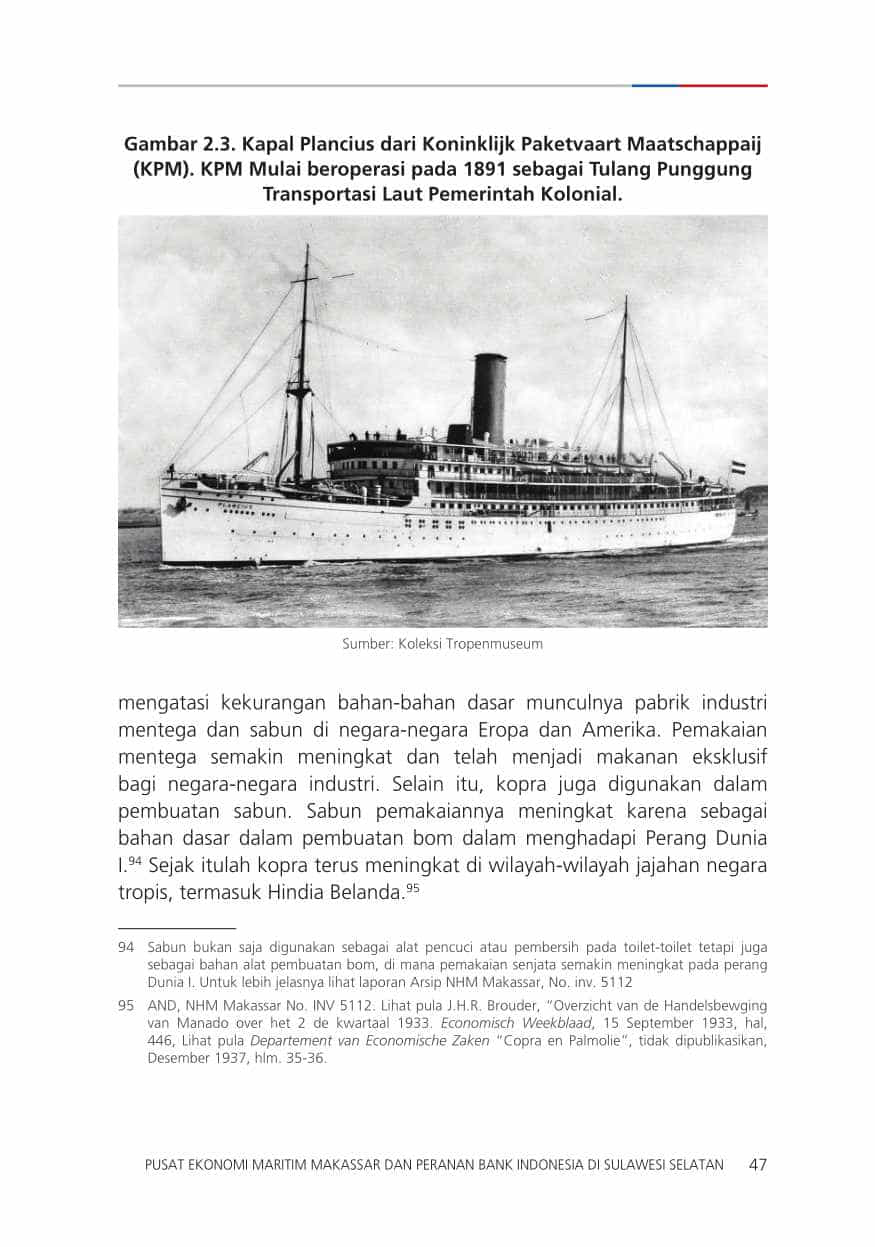 Gambar 2.3. Kapal Plancius dari Koninklijk Paketvaart Maatschappaij
(KPM). KPM Mulai beroperasi pada 1891 sebagai Tulang Punggung
Transportasi Laut Pemerintah Kolonial.
PLANCIUS
Sumber: Koleksi Tropenmuseum
mengatasi kekurangan bahan-bahan dasar munculnya pabrik industri
mentega dan sabun di negara-negara Eropa dan Amerika. Pemakaian
mentega semakin meningkat dan telah menjadi makanan eksklusif
bagi negara-negara industri. Selain itu, kopra juga digunakan dalam
pembuatan sabun. Sabun pemakaiannya meningkat karena sebagai
bahan dasar dalam pembuatan bom dalam menghadapi Perang Dunia
I.94 Sejak itulah kopra terus meningkat di wilayah-wilayah jajahan negara
tropis, termasuk Hindia Belanda.95
94 Sabun bukan saja digunakan sebagai alat pencuci atau pembersih pada toilet-toilet tetapi juga
sebagai bahan alat pembuatan bom, di mana pemakaian senjata semakin meningkat pada perang
Dunia I. Untuk lebih jelasnya lihat laporan Arsip NHM Makassar, No. inv. 5112
95 AND, NHM Makassar No. INV 5112. Lihat pula J.H.R. Brouder, “Overzicht van de Handelsbewging
van Manado over het 2 de kwartaal 1933. Economisch Weekblaad, 15 September 1933, hal,
446, Lihat pula Departement van Economische Zaken “Copra en Palmolie”, tidak dipublikasikan,
Desember 1937, hlm. 35-36.
PUSAT EKONOMI MARITIM MAKASSAR DAN PERANAN BANK INDONESIA DI SULAWESI SELATAN 47